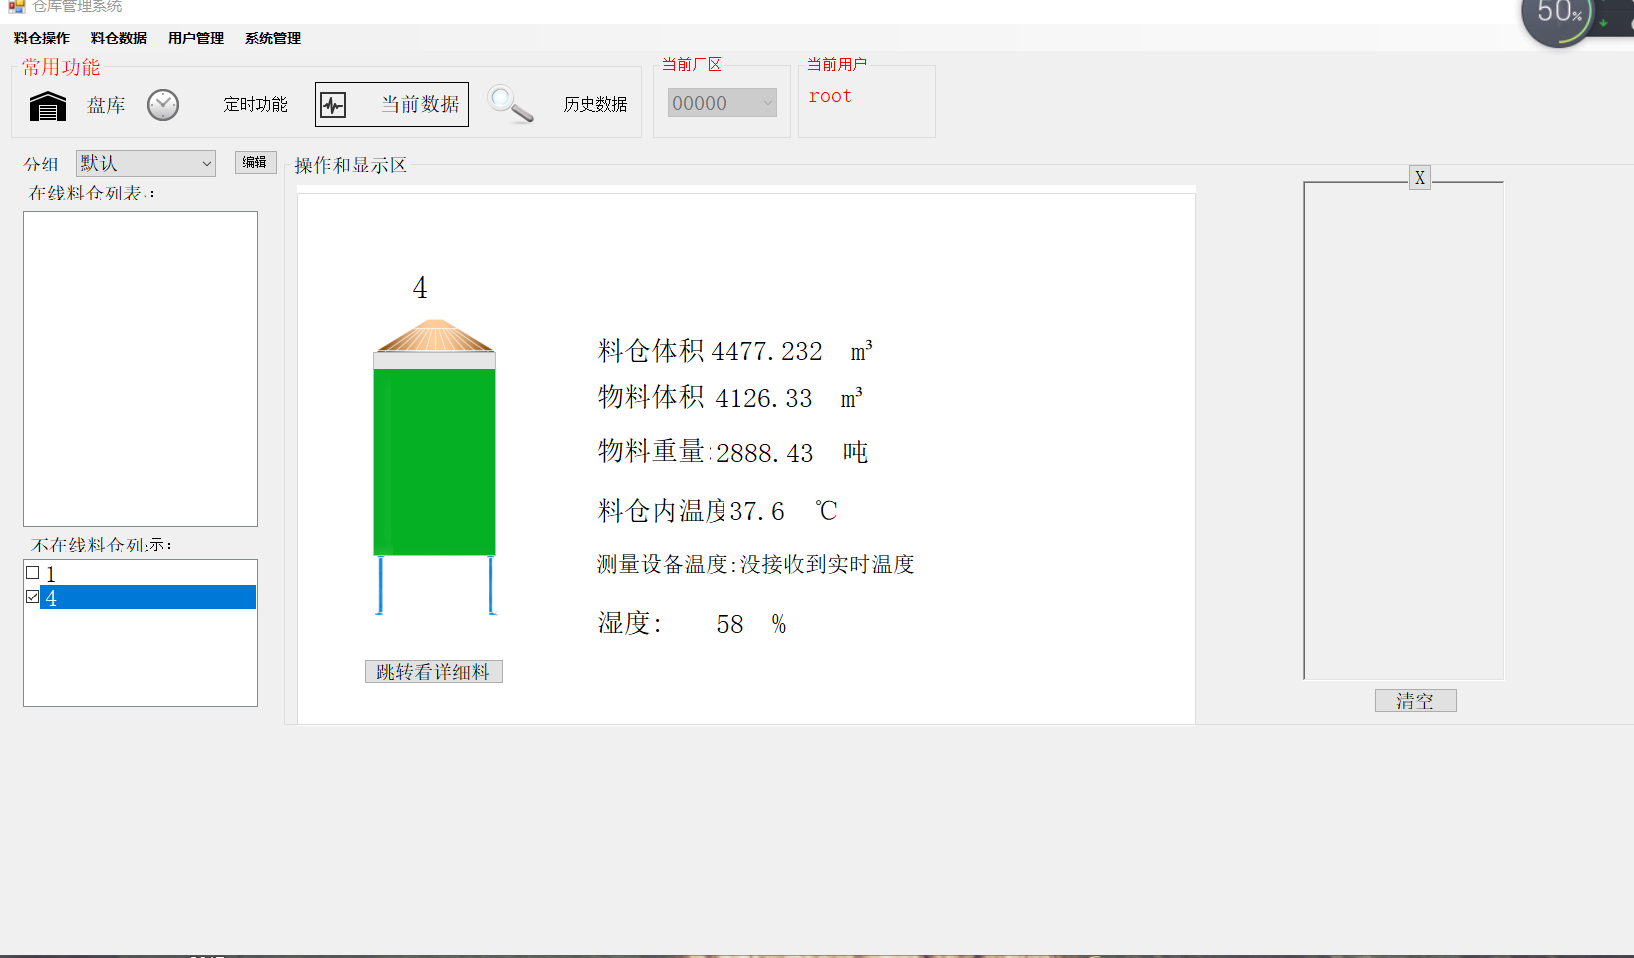 仓库管理系统
50%
料仓操作 料仓数据 用户管理 系统管理
常用功能
盘库 定时功能 当前数据 历史数据
当前厂区
00000
当前用户
root
分组 默认 编辑
在线料仓列表:
不在线料仓列示:
1
4
操作和显示区
4
料仓体积 4477.232 m³
物料体积 4126.33 m³
物料重量: 2888.43 吨
料仓内温度 37.6 ℃
测量设备温度:没接收到实时温度
湿度: 58 %
跳转看详细料
X
清空